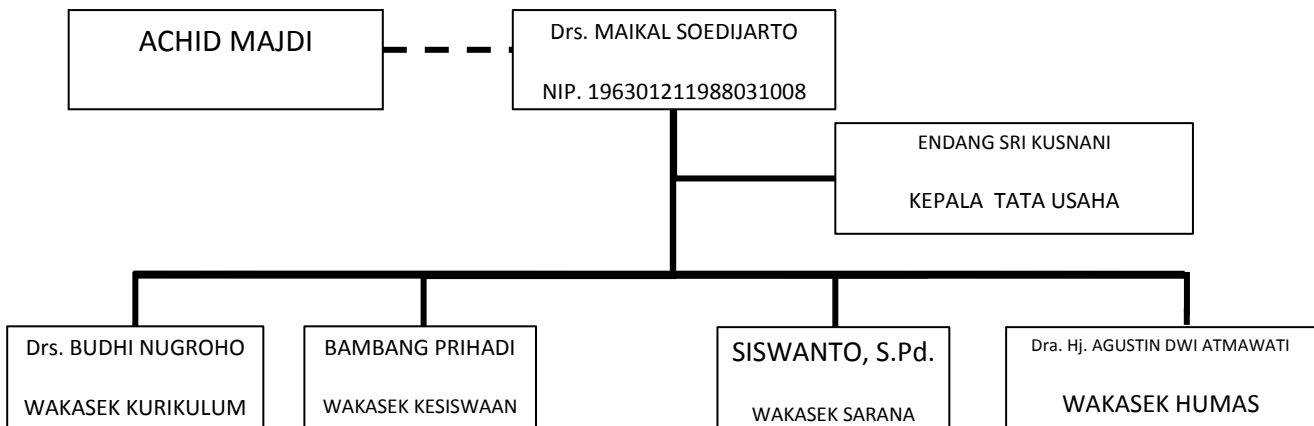 ACHID MAJDI
Drs. MAIKAL SOEDIJARTO
NIP. 196301211988031008
ENDANG SRI KUSNANI
KEPALA TATA USAHA
Drs. BUDHI NUGROHO
WAKASEK KURIKULUM
BAMBANG PRIHADI
WAKASEK KESISWAAN
SISWANTO, S.Pd.
WAKASEK SARANA
Dra. Hj. AGUSTIN DWI ATMAWATI
WAKASEK HUMAS